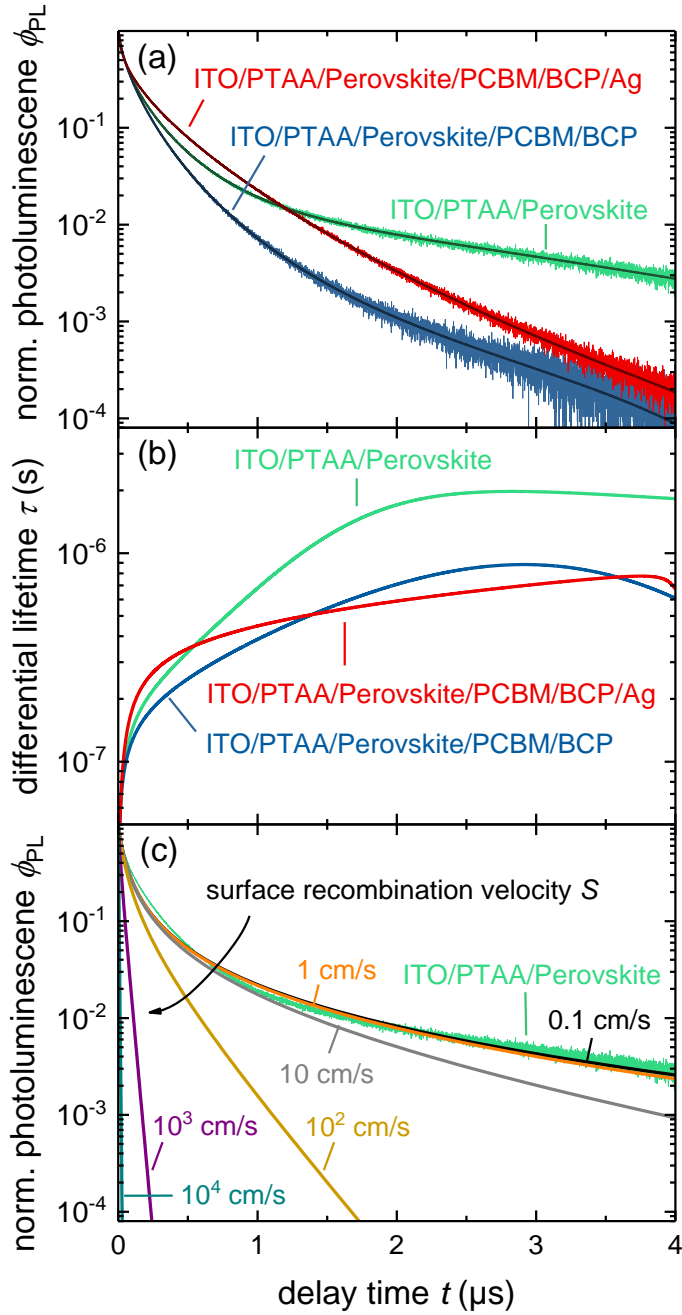 (a)
ITO/PTAA/Perovskite/PCBM/BCP/Ag
ITO/PTAA/Perovskite/PCBM/BCP
ITO/PTAA/Perovskite
norm. photoluminescene ϕPL
10⁻¹
10⁻²
10⁻³
10⁻⁴
(b)
ITO/PTAA/Perovskite
ITO/PTAA/Perovskite/PCBM/BCP/Ag
ITO/PTAA/Perovskite/PCBM/BCP
differential lifetime τ (s)
10⁻⁶
10⁻⁷
(c)
surface recombination velocity S
1 cm/s
ITO/PTAA/Perovskite
0.1 cm/s
10 cm/s
10³ cm/s
10² cm/s
10⁴ cm/s
norm. photoluminescene ϕPL
10⁻¹
10⁻²
10⁻³
10⁻⁴
0 1 2 3 4
delay time t (μs)